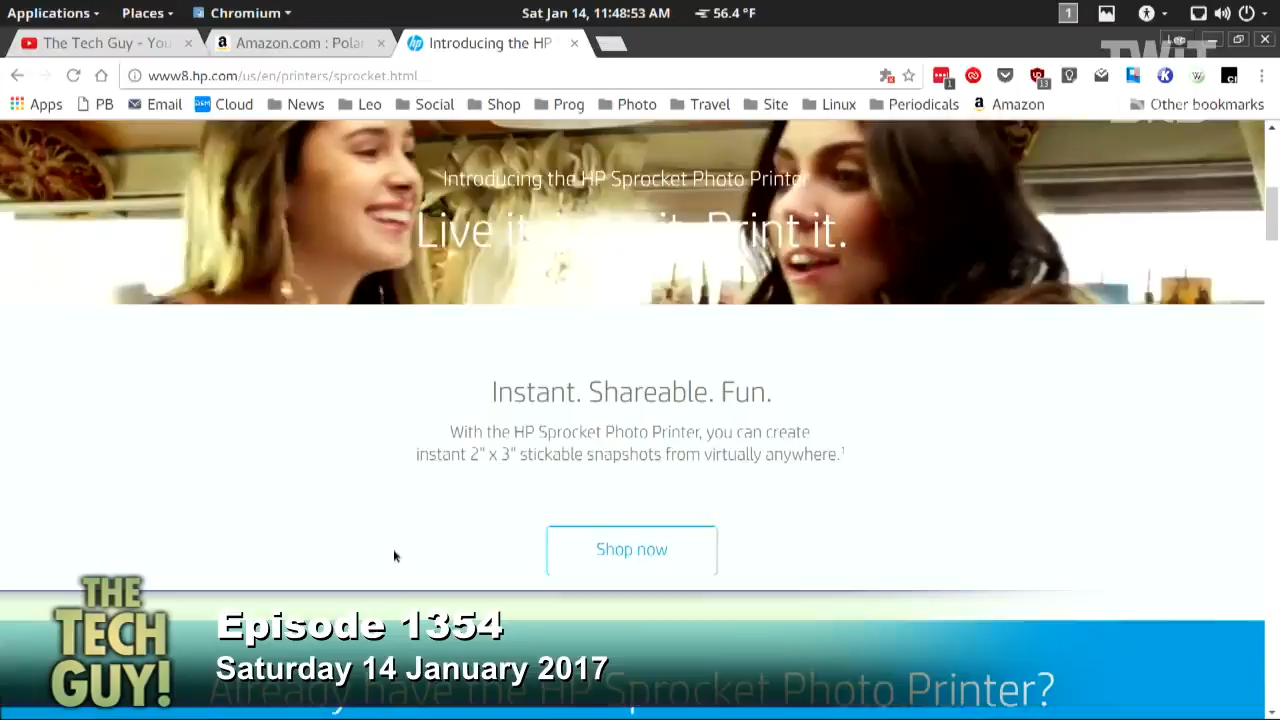 Applications Places Chromium Sat Jan 14, 11:48:53 AM 56.4 °F 1
The Tech Guy - You Amazon.com : Polar Introducing the HP
TWiT
www8.hp.com/us/en/printers/sprocket.html 1 13
Apps PB Email Cloud News Leo Social Shop Prog Photo Travel Site Linux Periodicals Amazon Other bookmarks
Introducing the HP Sprocket Photo Printer
Live it. Print it.
Instant. Shareable. Fun.
With the HP Sprocket Photo Printer, you can create
instant 2" x 3" stickable snapshots from virtually anywhere.¹
Shop now
THE
TECH
GUY!
Episode 1354
Saturday 14 January 2017
Already have the HP Sprocket Photo Printer?